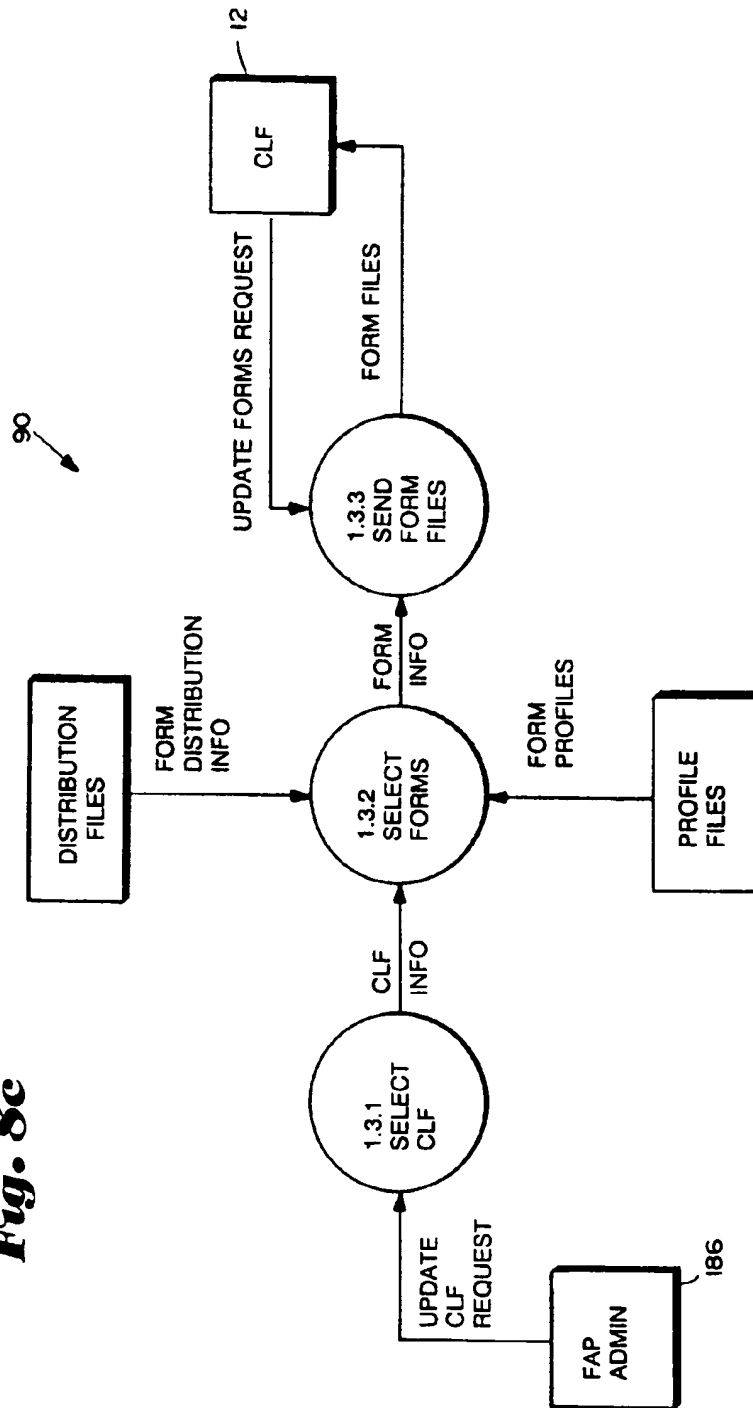 Fig. 8c
90
FAP
ADMIN
186
UPDATE
CLF
REQUEST
1.3.1
SELECT
CLF
CLF
INFO
DISTRIBUTION
FILES
FORM
DISTRIBUTION
INFO
1.3.2
SELECT
FORMS
FORM
PROFILES
PROFILE
FILES
FORM
INFO
1.3.3
SEND
FORM
FILES
UPDATE FORMS REQUEST
FORM FILES
CLF
12